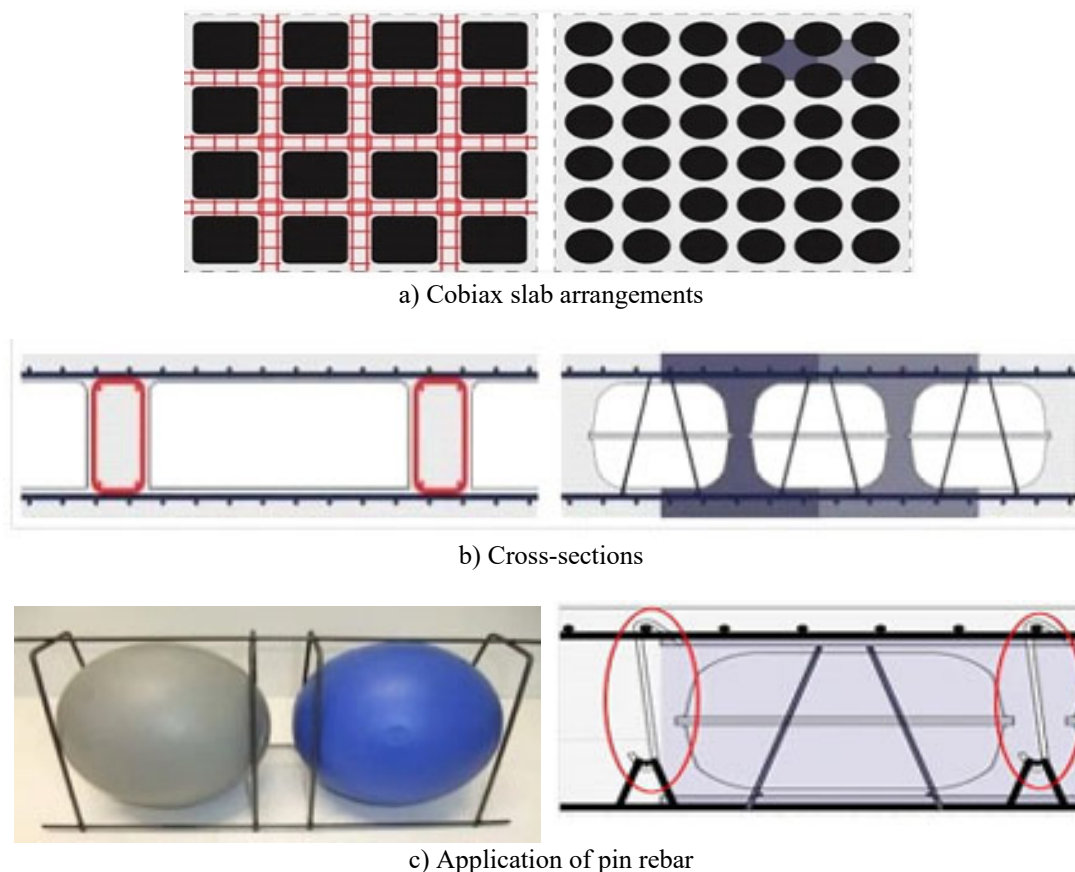 a) Cobiax slab arrangements
b) Cross-sections
c) Application of pin rebar